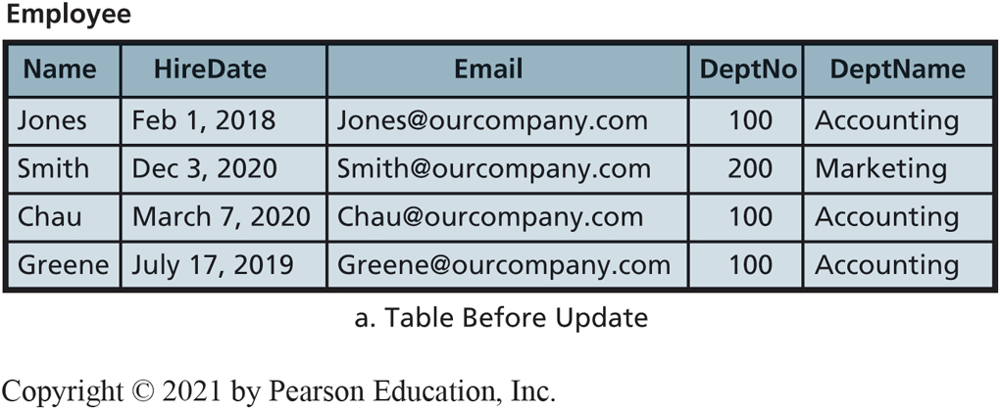 Employee
Name HireDate Email DeptNo DeptName
Jones Feb 1, 2018 Jones@ourcompany.com 100 Accounting
Smith Dec 3, 2020 Smith@ourcompany.com 200 Marketing
Chau March 7, 2020 Chau@ourcompany.com 100 Accounting
Greene July 17, 2019 Greene@ourcompany.com 100 Accounting
a. Table Before Update
Copyright © 2021 by Pearson Education, Inc.